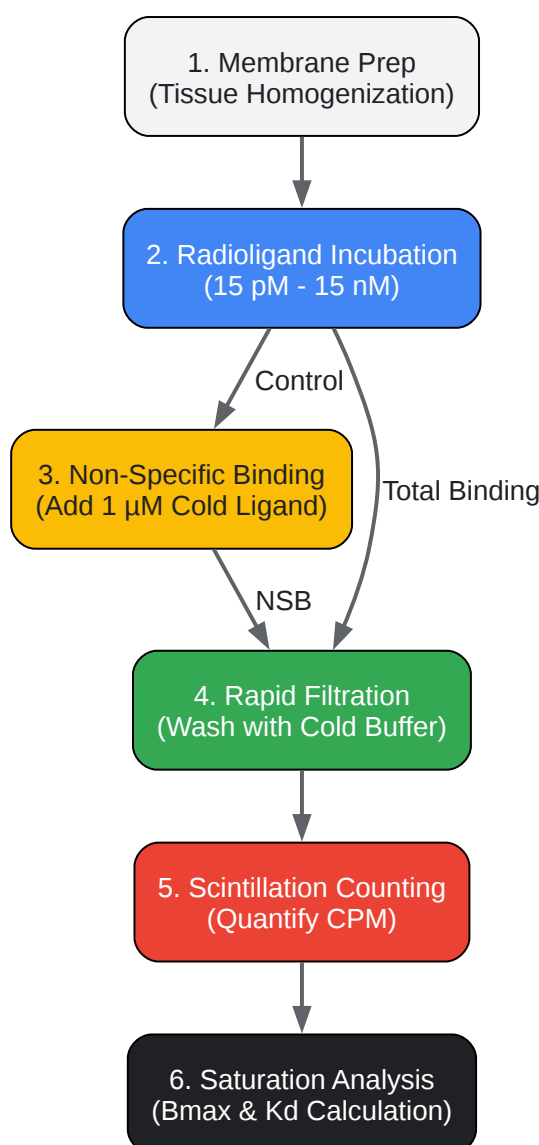 1. Membrane Prep
(Tissue Homogenization)
2. Radioligand Incubation
(15 pM - 15 nM)
Control
3. Non-Specific Binding
(Add 1 µM Cold Ligand)
Total Binding
NSB
4. Rapid Filtration
(Wash with Cold Buffer)
5. Scintillation Counting
(Quantify CPM)
6. Saturation Analysis
(Bmax & Kd Calculation)